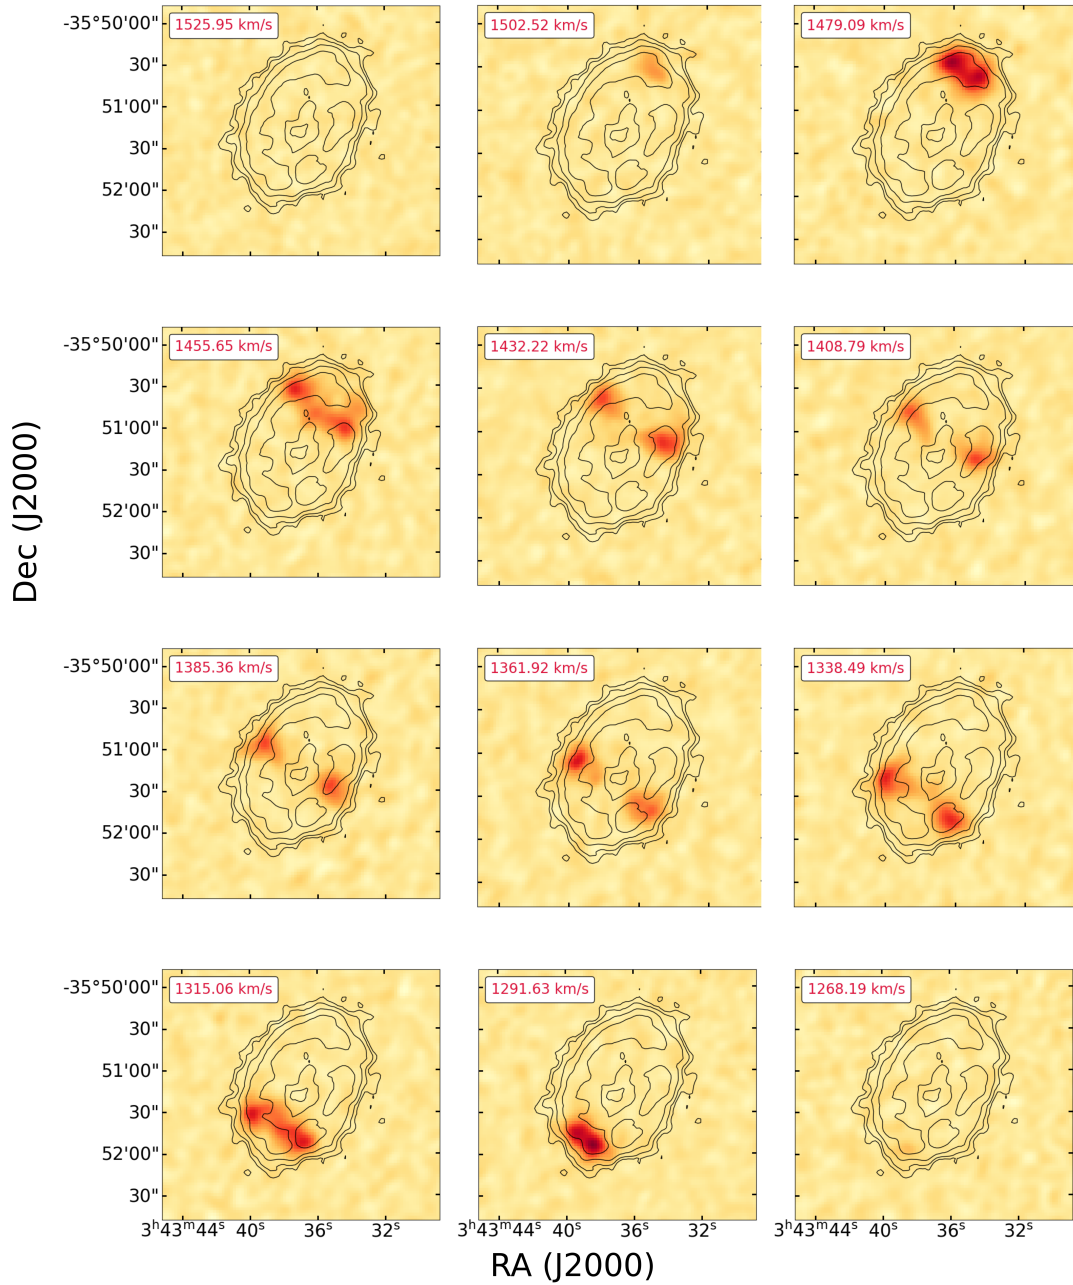 1525.95 km/s
1502.52 km/s
1479.09 km/s
-35°50'00"
30"
51'00"
30"
52'00"
30"
1455.65 km/s
1432.22 km/s
1408.79 km/s
-35°50'00"
30"
51'00"
30"
52'00"
30"
Dec (J2000)
1385.36 km/s
1361.92 km/s
1338.49 km/s
-35°50'00"
30"
51'00"
30"
52'00"
30"
1315.06 km/s
1291.63 km/s
1268.19 km/s
-35°50'00"
30"
51'00"
30"
52'00"
30"
3h43m44s 40s 36s 32s 3h43m44s 40s 36s 32s 3h43m44s 40s 36s 32s
RA (J2000)